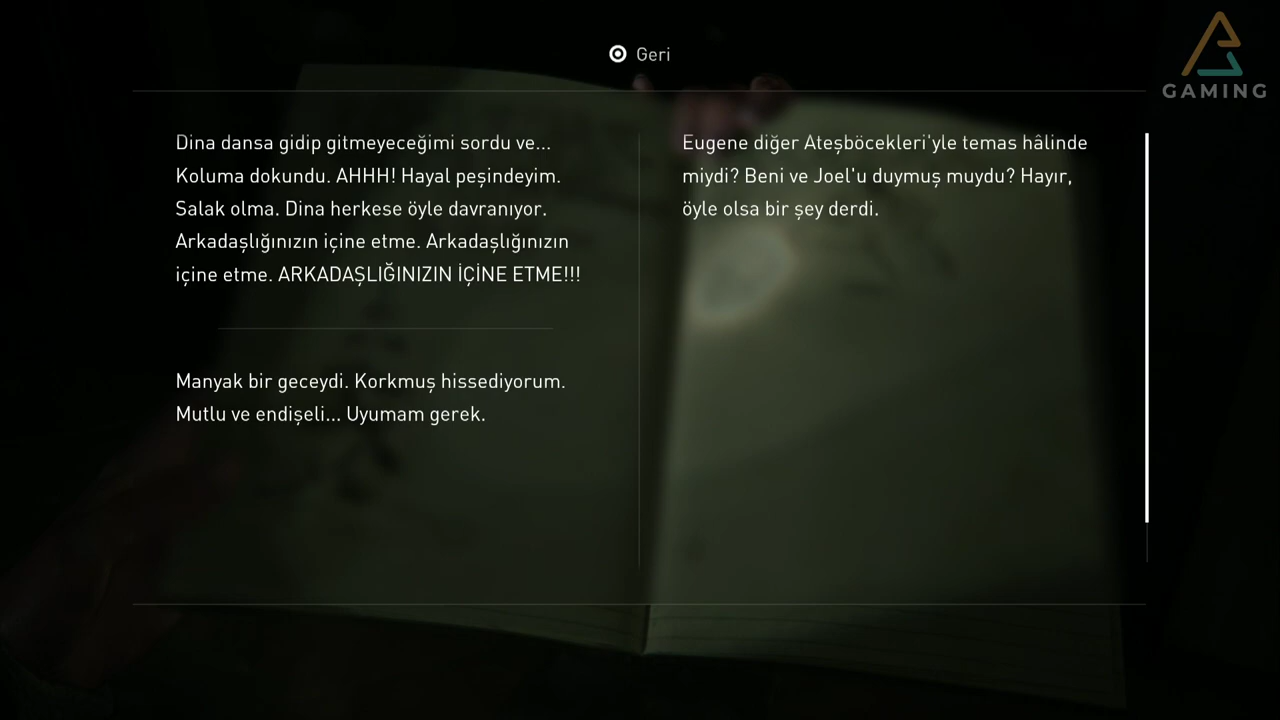 Geri
GAMING
Dina dansa gidip gitmeyeceğimi sordu ve...
Koluma dokundu. AHHH! Hayal peşindeyim.
Salak olma. Dina herkese öyle davranıyor.
Arkadaşlığınızın içine etme. Arkadaşlığınızın
içine etme. ARKADAŞLIĞINIZIN İÇİNE ETME!!!
Manyak bir geceydi. Korkmuş hissediyorum.
Mutlu ve endişeli... Uyumam gerek.
Eugene diğer Ateşböcekleri'yle temas hâlinde
miydi? Beni ve Joel'u duymuş muydu? Hayır,
öyle olsa bir şey derdi.